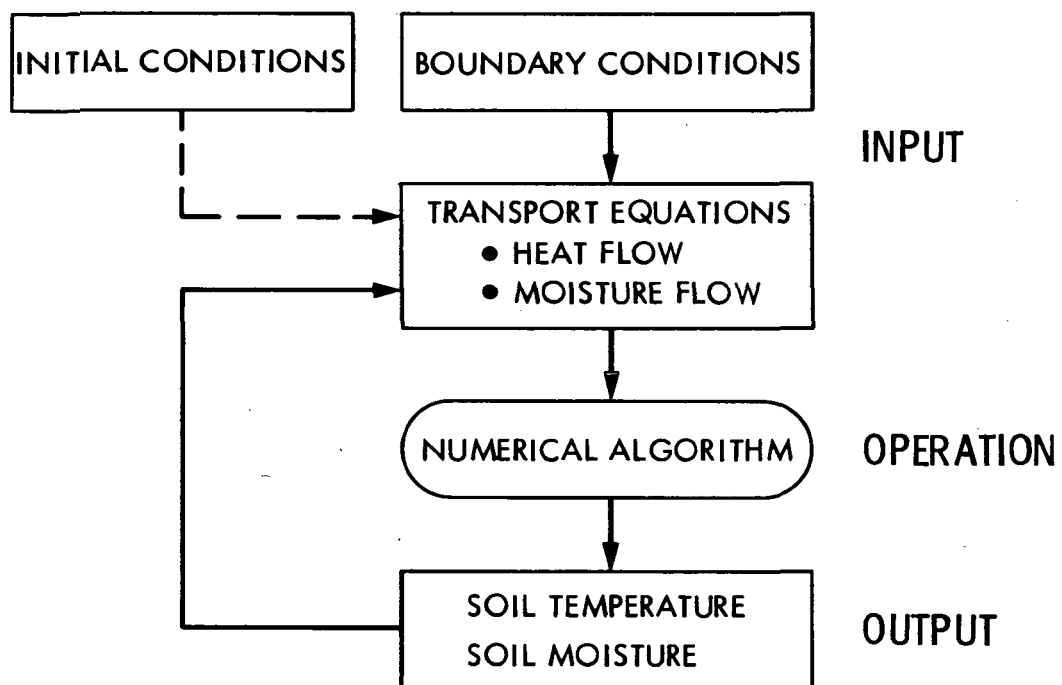 INITIAL CONDITIONS
BOUNDARY CONDITIONS
INPUT
TRANSPORT EQUATIONS
● HEAT FLOW
● MOISTURE FLOW
NUMERICAL ALGORITHM
OPERATION
SOIL TEMPERATURE
SOIL MOISTURE
OUTPUT